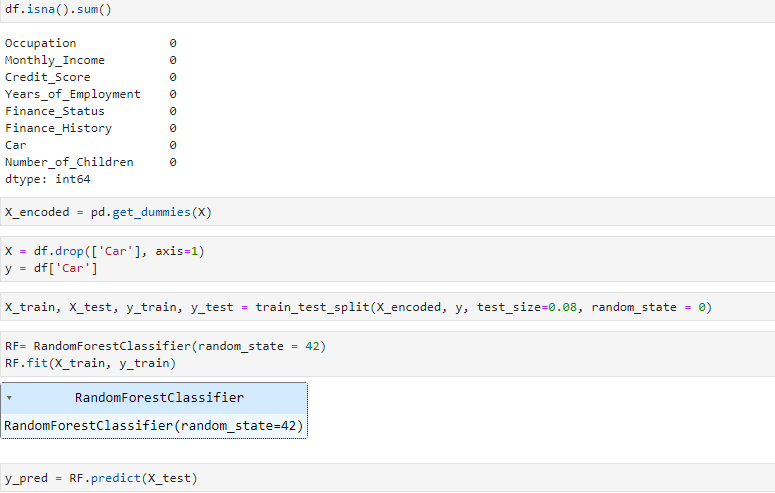 df.isna().sum()
Occupation 0
Monthly_Income 0
Credit_Score 0
Years_of_Employment 0
Finance_Status 0
Finance_History 0
Car 0
Number_of_Children 0
dtype: int64
X_encoded = pd.get_dummies(X)
X = df.drop(['Car'], axis=1)
y = df['Car']
X_train, X_test, y_train, y_test = train_test_split(X_encoded, y, test_size=0.08, random_state = 0)
RF= RandomForestClassifier(random_state = 42)
RF.fit(X_train, y_train)
▾ RandomForestClassifier
RandomForestClassifier(random_state=42)
y_pred = RF.predict(X_test)